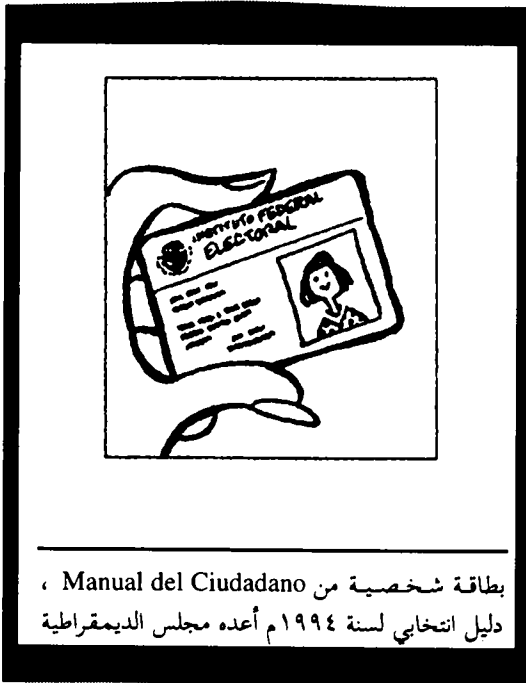 INSTITUTO FEDERAL
ELECTORAL
بطاقة شخصية من Manual del Ciudadano ،
دليل انتخابي لسنة ١٩٩٤م أعده مجلس الديمقراطية